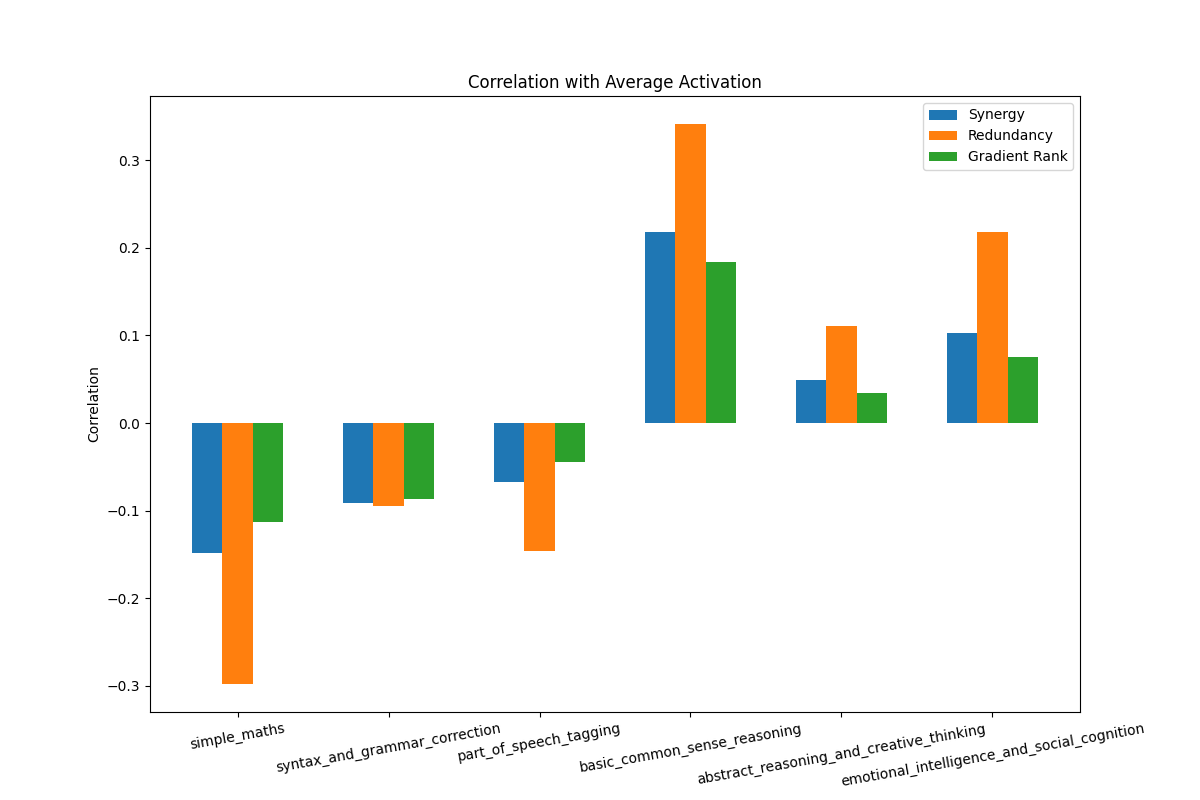 Correlation with Average Activation
Synergy
Redundancy
Gradient Rank
Correlation
0.3
0.2
0.1
0.0
−0.1
−0.2
−0.3
simple_maths
syntax_and_grammar_correction
part_of_speech_tagging
basic_common_sense_reasoning
abstract_reasoning_and_creative_thinking
emotional_intelligence_and_social_cognition